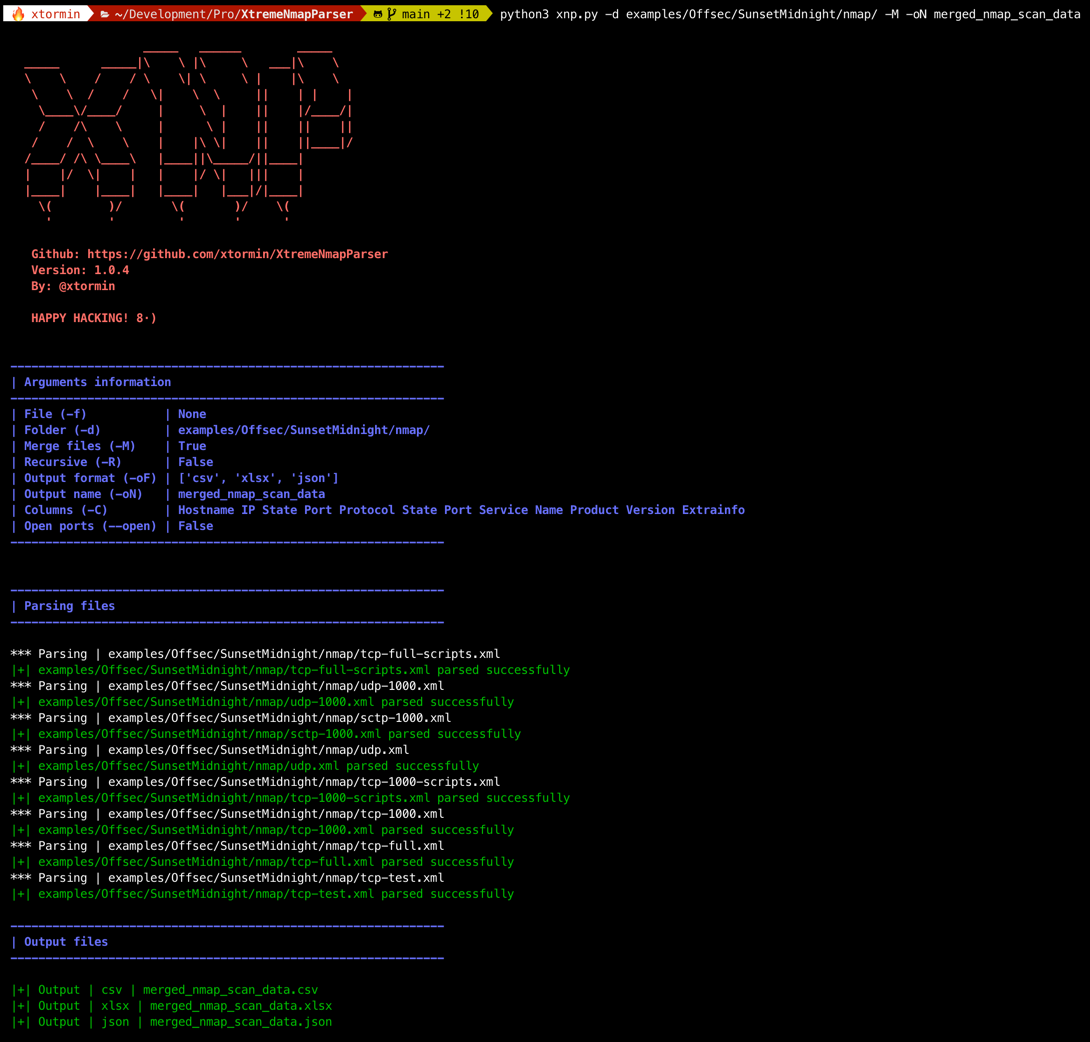 xtormin ~/Development/Pro/XtremeNmapParser main +2 !10 python3 xnp.py -d examples/Offsec/SunsetMidnight/nmap/ -M -oN merged_nmap_scan_data
XNP
Github: https://github.com/xtormin/XtremeNmapParser
Version: 1.0.4
By: @xtormin
HAPPY HACKING! 8·)
| Arguments information
| File (-f) | None
| Folder (-d) | examples/Offsec/SunsetMidnight/nmap/
| Merge files (-M) | True
| Recursive (-R) | False
| Output format (-oF) | ['csv', 'xlsx', 'json']
| Output name (-oN) | merged_nmap_scan_data
| Columns (-C) | Hostname IP State Port Protocol State Port Service Name Product Version Extrainfo
| Open ports (--open) | False
| Parsing files
*** Parsing | examples/Offsec/SunsetMidnight/nmap/tcp-full-scripts.xml
|+| examples/Offsec/SunsetMidnight/nmap/tcp-full-scripts.xml parsed successfully
*** Parsing | examples/Offsec/SunsetMidnight/nmap/udp-1000.xml
|+| examples/Offsec/SunsetMidnight/nmap/udp-1000.xml parsed successfully
*** Parsing | examples/Offsec/SunsetMidnight/nmap/sctp-1000.xml
|+| examples/Offsec/SunsetMidnight/nmap/sctp-1000.xml parsed successfully
*** Parsing | examples/Offsec/SunsetMidnight/nmap/udp.xml
|+| examples/Offsec/SunsetMidnight/nmap/udp.xml parsed successfully
*** Parsing | examples/Offsec/SunsetMidnight/nmap/tcp-1000-scripts.xml
|+| examples/Offsec/SunsetMidnight/nmap/tcp-1000-scripts.xml parsed successfully
*** Parsing | examples/Offsec/SunsetMidnight/nmap/tcp-1000.xml
|+| examples/Offsec/SunsetMidnight/nmap/tcp-1000.xml parsed successfully
*** Parsing | examples/Offsec/SunsetMidnight/nmap/tcp-full.xml
|+| examples/Offsec/SunsetMidnight/nmap/tcp-full.xml parsed successfully
*** Parsing | examples/Offsec/SunsetMidnight/nmap/tcp-test.xml
|+| examples/Offsec/SunsetMidnight/nmap/tcp-test.xml parsed successfully
| Output files
|+| Output | csv | merged_nmap_scan_data.csv
|+| Output | xlsx | merged_nmap_scan_data.xlsx
|+| Output | json | merged_nmap_scan_data.json